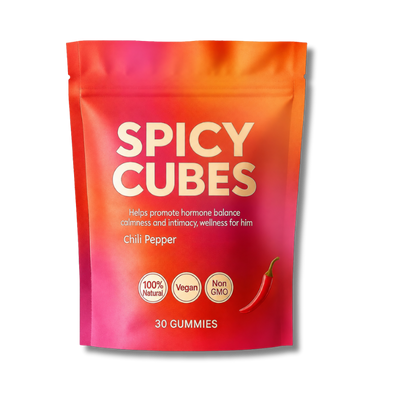 SPICY
CUBES
Helps promote hormone balance
calmness and intimacy, wellness for him
Chili Pepper
100%
Natural
Vegan
Non
GMO
30 GUMMIES